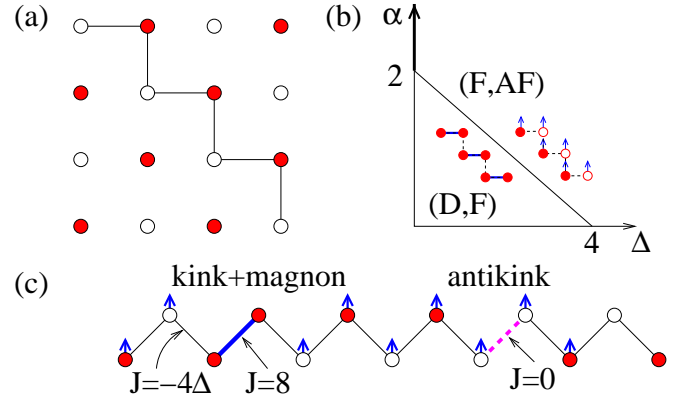 (a)
(b)
α
2
(F,AF)
(D,F)
4
Δ
(c)
kink+magnon
antikink
J=−4Δ
J=8
J=0